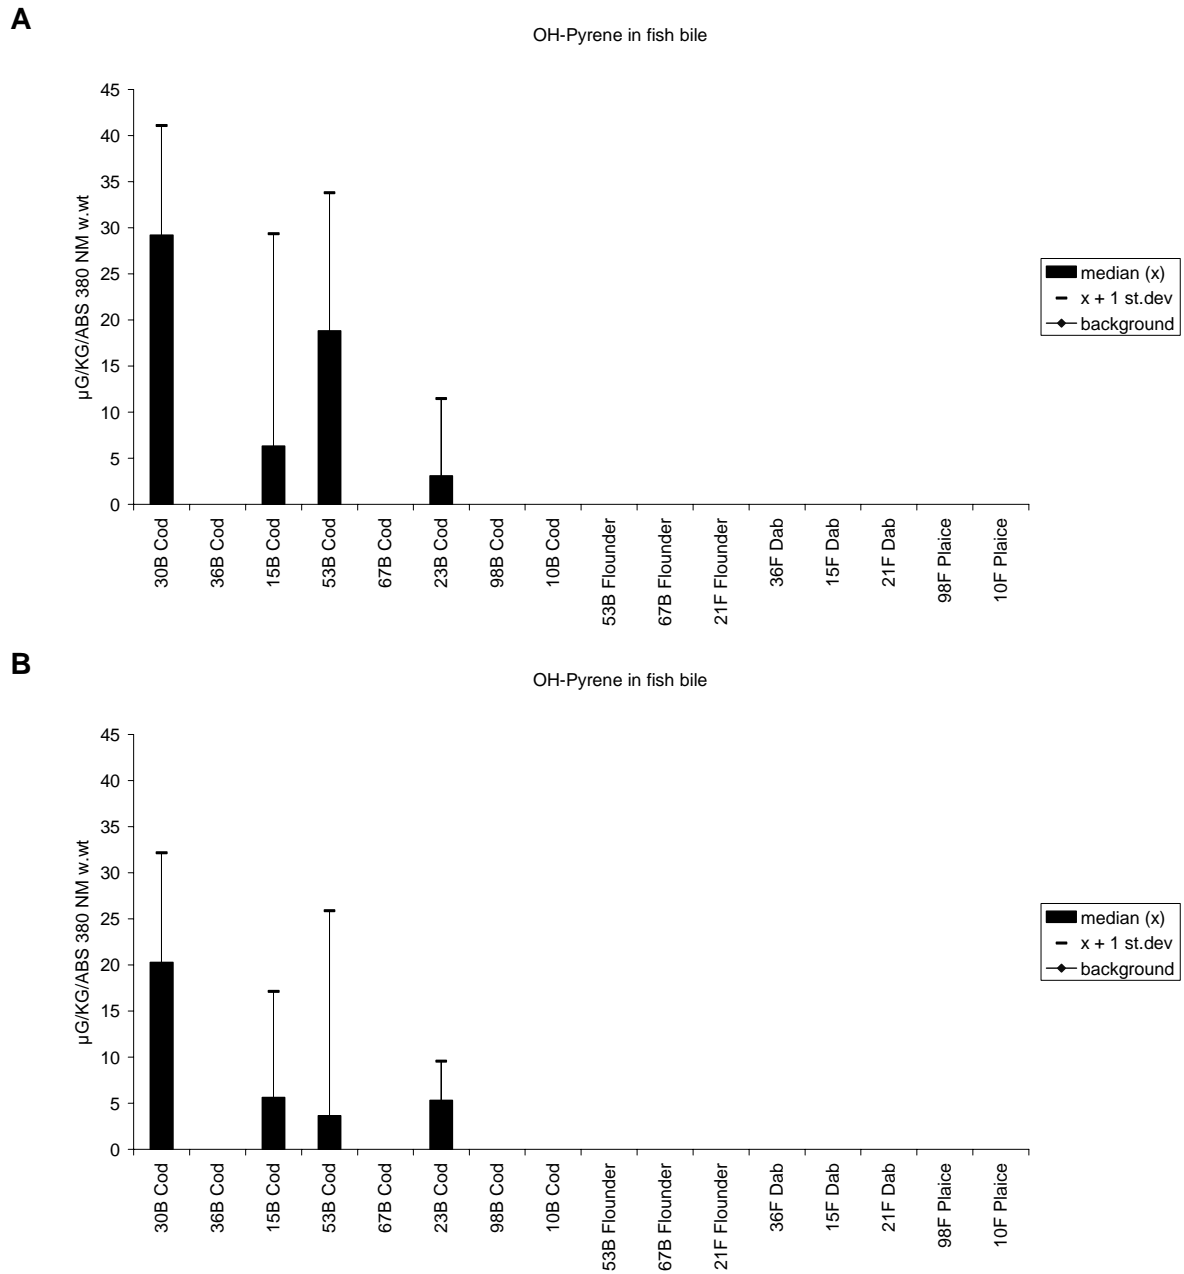 A
OH-Pyrene in fish bile
45
40
35
30
25
20
15
10
5
0
µG/KG/ABS 380 NM w.wt
30B Cod
36B Cod
15B Cod
53B Cod
67B Cod
23B Cod
98B Cod
10B Cod
53B Flounder
67B Flounder
21F Flounder
36F Dab
15F Dab
21F Dab
98F Plaice
10F Plaice
median (x)
x + 1 st.dev
background
B
OH-Pyrene in fish bile
45
40
35
30
25
20
15
10
5
0
µG/KG/ABS 380 NM w.wt
30B Cod
36B Cod
15B Cod
53B Cod
67B Cod
23B Cod
98B Cod
10B Cod
53B Flounder
67B Flounder
21F Flounder
36F Dab
15F Dab
21F Dab
98F Plaice
10F Plaice
median (x)
x + 1 st.dev
background